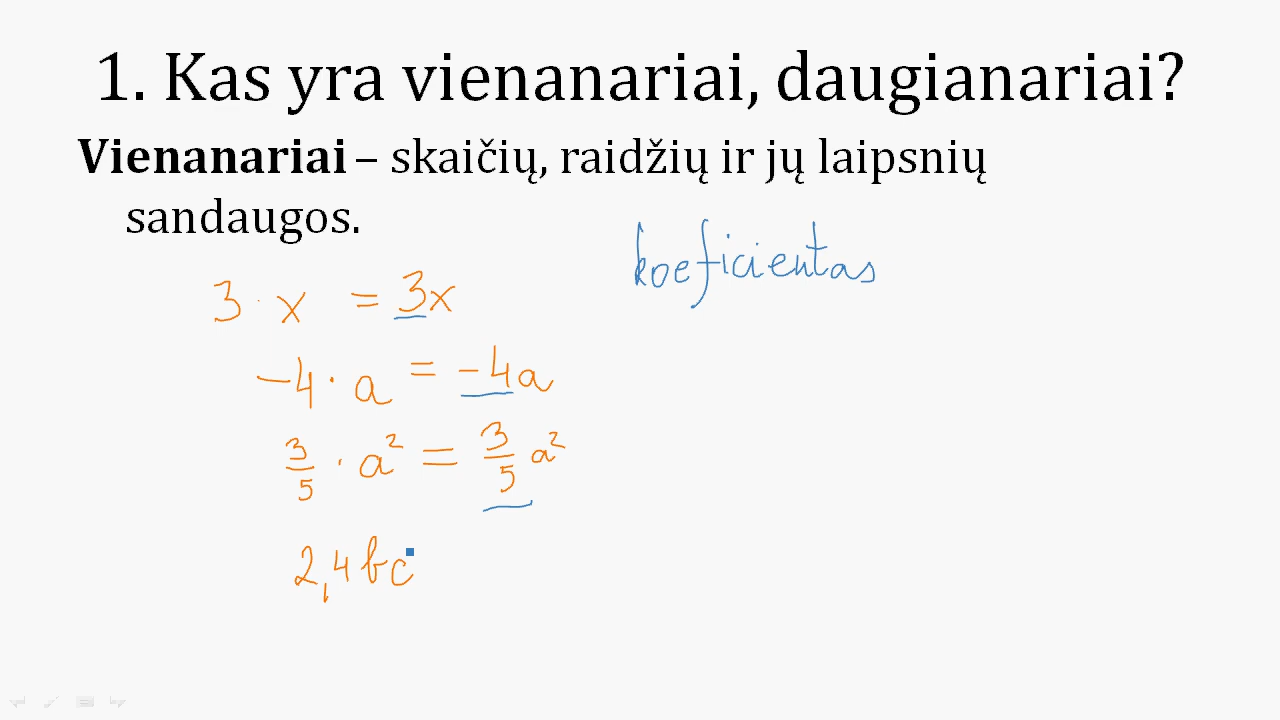 1. Kas yra vienanariai, daugianariai?
Vienanariai – skaičių, raidžių ir jų laipsnių
sandaugos.
koeficientas
3 · x = 3x
−4 · a = −4a
3/5 · a² = 3/5 a²
2,4bc